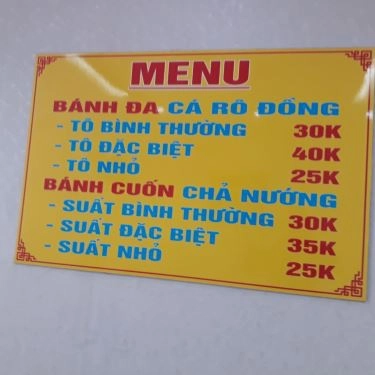 MENU
BÁNH ĐA CÁ RÔ ĐỒNG
- TÔ BÌNH THƯỜNG 30K
- TÔ ĐẶC BIỆT 40K
- TÔ NHỎ 25K
BÁNH CUỐN CHẢ NƯỚNG
- SUẤT BÌNH THƯỜNG 30K
- SUẤT ĐẶC BIỆT 35K
- SUẤT NHỎ 25K